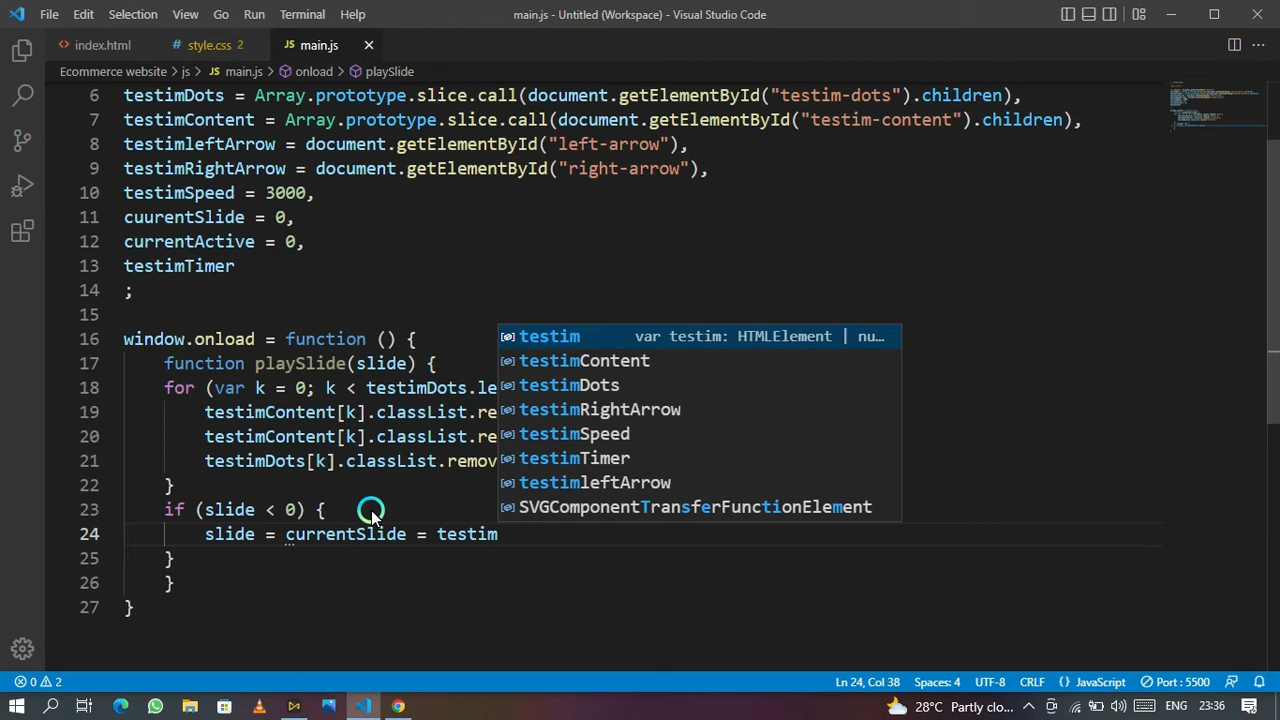 File Edit Selection View Go Run Terminal Help main.js - Untitled (Workspace) - Visual Studio Code
index.html style.css 2 JS main.js
Ecommerce website > js > JS main.js > onload > playSlide
6 testimDots = Array.prototype.slice.call(document.getElementById("testim-dots").children),
7 testimContent = Array.prototype.slice.call(document.getElementById("testim-content").children),
8 testimleftArrow = document.getElementById("left-arrow"),
9 testimRightArrow = document.getElementById("right-arrow"),
10 testimSpeed = 3000,
11 cuurentSlide = 0,
12 currentActive = 0,
13 testimTimer
14 ;
15
16 window.onload = function () {
17 function playSlide(slide) {
18 for (var k = 0; k < testimDots.le
19 testimContent[k].classList.re
20 testimContent[k].classList.re
21 testimDots[k].classList.remov
22 }
23 if (slide < 0) {
24 slide = currentSlide = testim
25 }
26 }
27 }
testim var testim: HTMLElement | nu...
testimContent
testimDots
testimRightArrow
testimSpeed
testimTimer
testimleftArrow
SVGComponentTransferFunctionElement
0 2 Ln 24, Col 38 Spaces: 4 UTF-8 CRLF {} JavaScript Port : 5500
28°C Partly clo... ENG 23:36